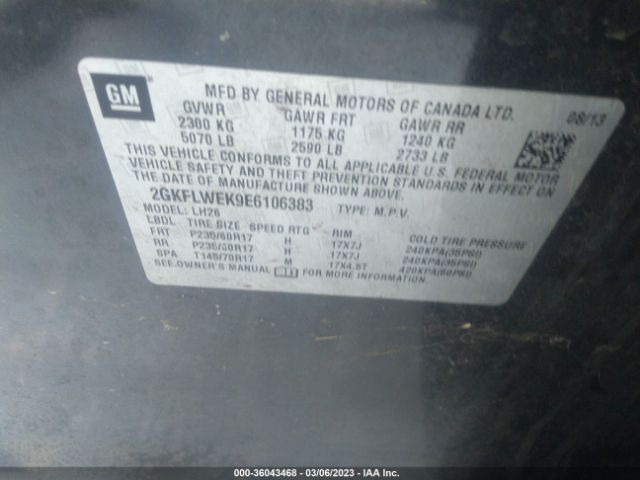 GM
MFD BY GENERAL MOTORS OF CANADA LTD.
08/13
GVWR GAWR FRT GAWR RR
2300 KG 1175 KG 1240 KG
5070 LB 2590 LB 2733 LB
THIS VEHICLE CONFORMS TO ALL APPLICABLE U.S. FEDERAL MOTOR
VEHICLE SAFETY AND THEFT PREVENTION STANDARDS IN EFFECT ON
THE DATE OF MANUFACTURE SHOWN ABOVE.
2GKFLWEK9E6106383 TYPE: M.P.V.
MODEL: LH26
LBDL TIRE SIZE SPEED RTG RIM COLD TIRE PRESSURE
FRT P235/60R17 H 17X7J 240KPA(35PSI)
RR P235/60R17 H 17X7J 240KPA(35PSI)
SPA T145/70R17 M 17X4.5T 420KPA(60PSI)
SEE OWNER'S MANUAL FOR MORE INFORMATION
000-36043468 - 03/06/2023 - IAA Inc.